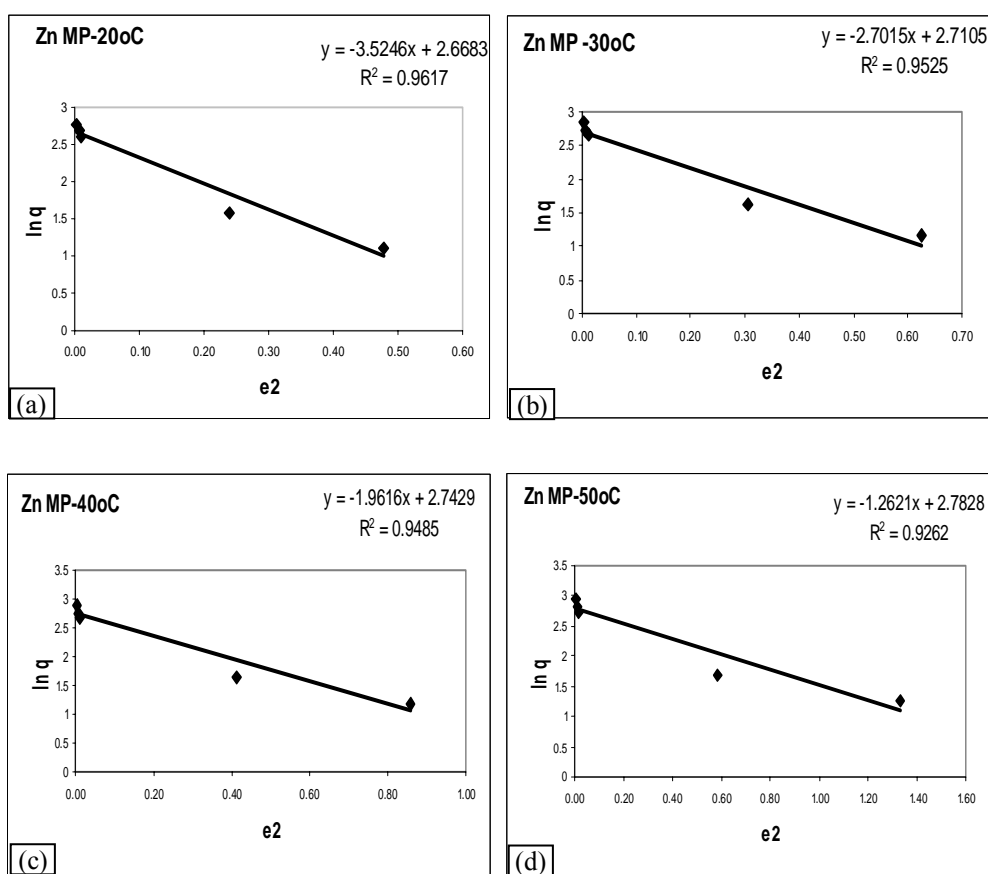 Zn MP-20oC
y = -3.5246x + 2.6683
R² = 0.9617
3
2.5
2
1.5
1
0.5
0
ln q
0.00 0.10 0.20 0.30 0.40 0.50 0.60
e2
(a)
Zn MP -30oC
y = -2.7015x + 2.7105
R² = 0.9525
3
2.5
2
1.5
1
0.5
0
ln q
0.00 0.10 0.20 0.30 0.40 0.50 0.60 0.70
e2
(b)
Zn MP-40oC
y = -1.9616x + 2.7429
R² = 0.9485
3.5
3
2.5
2
1.5
1
0.5
0
ln q
0.00 0.20 0.40 0.60 0.80 1.00
e2
(c)
Zn MP-50oC
y = -1.2621x + 2.7828
R² = 0.9262
3.5
3
2.5
2
1.5
1
0.5
0
ln q
0.00 0.20 0.40 0.60 0.80 1.00 1.20 1.40 1.60
e2
(d)